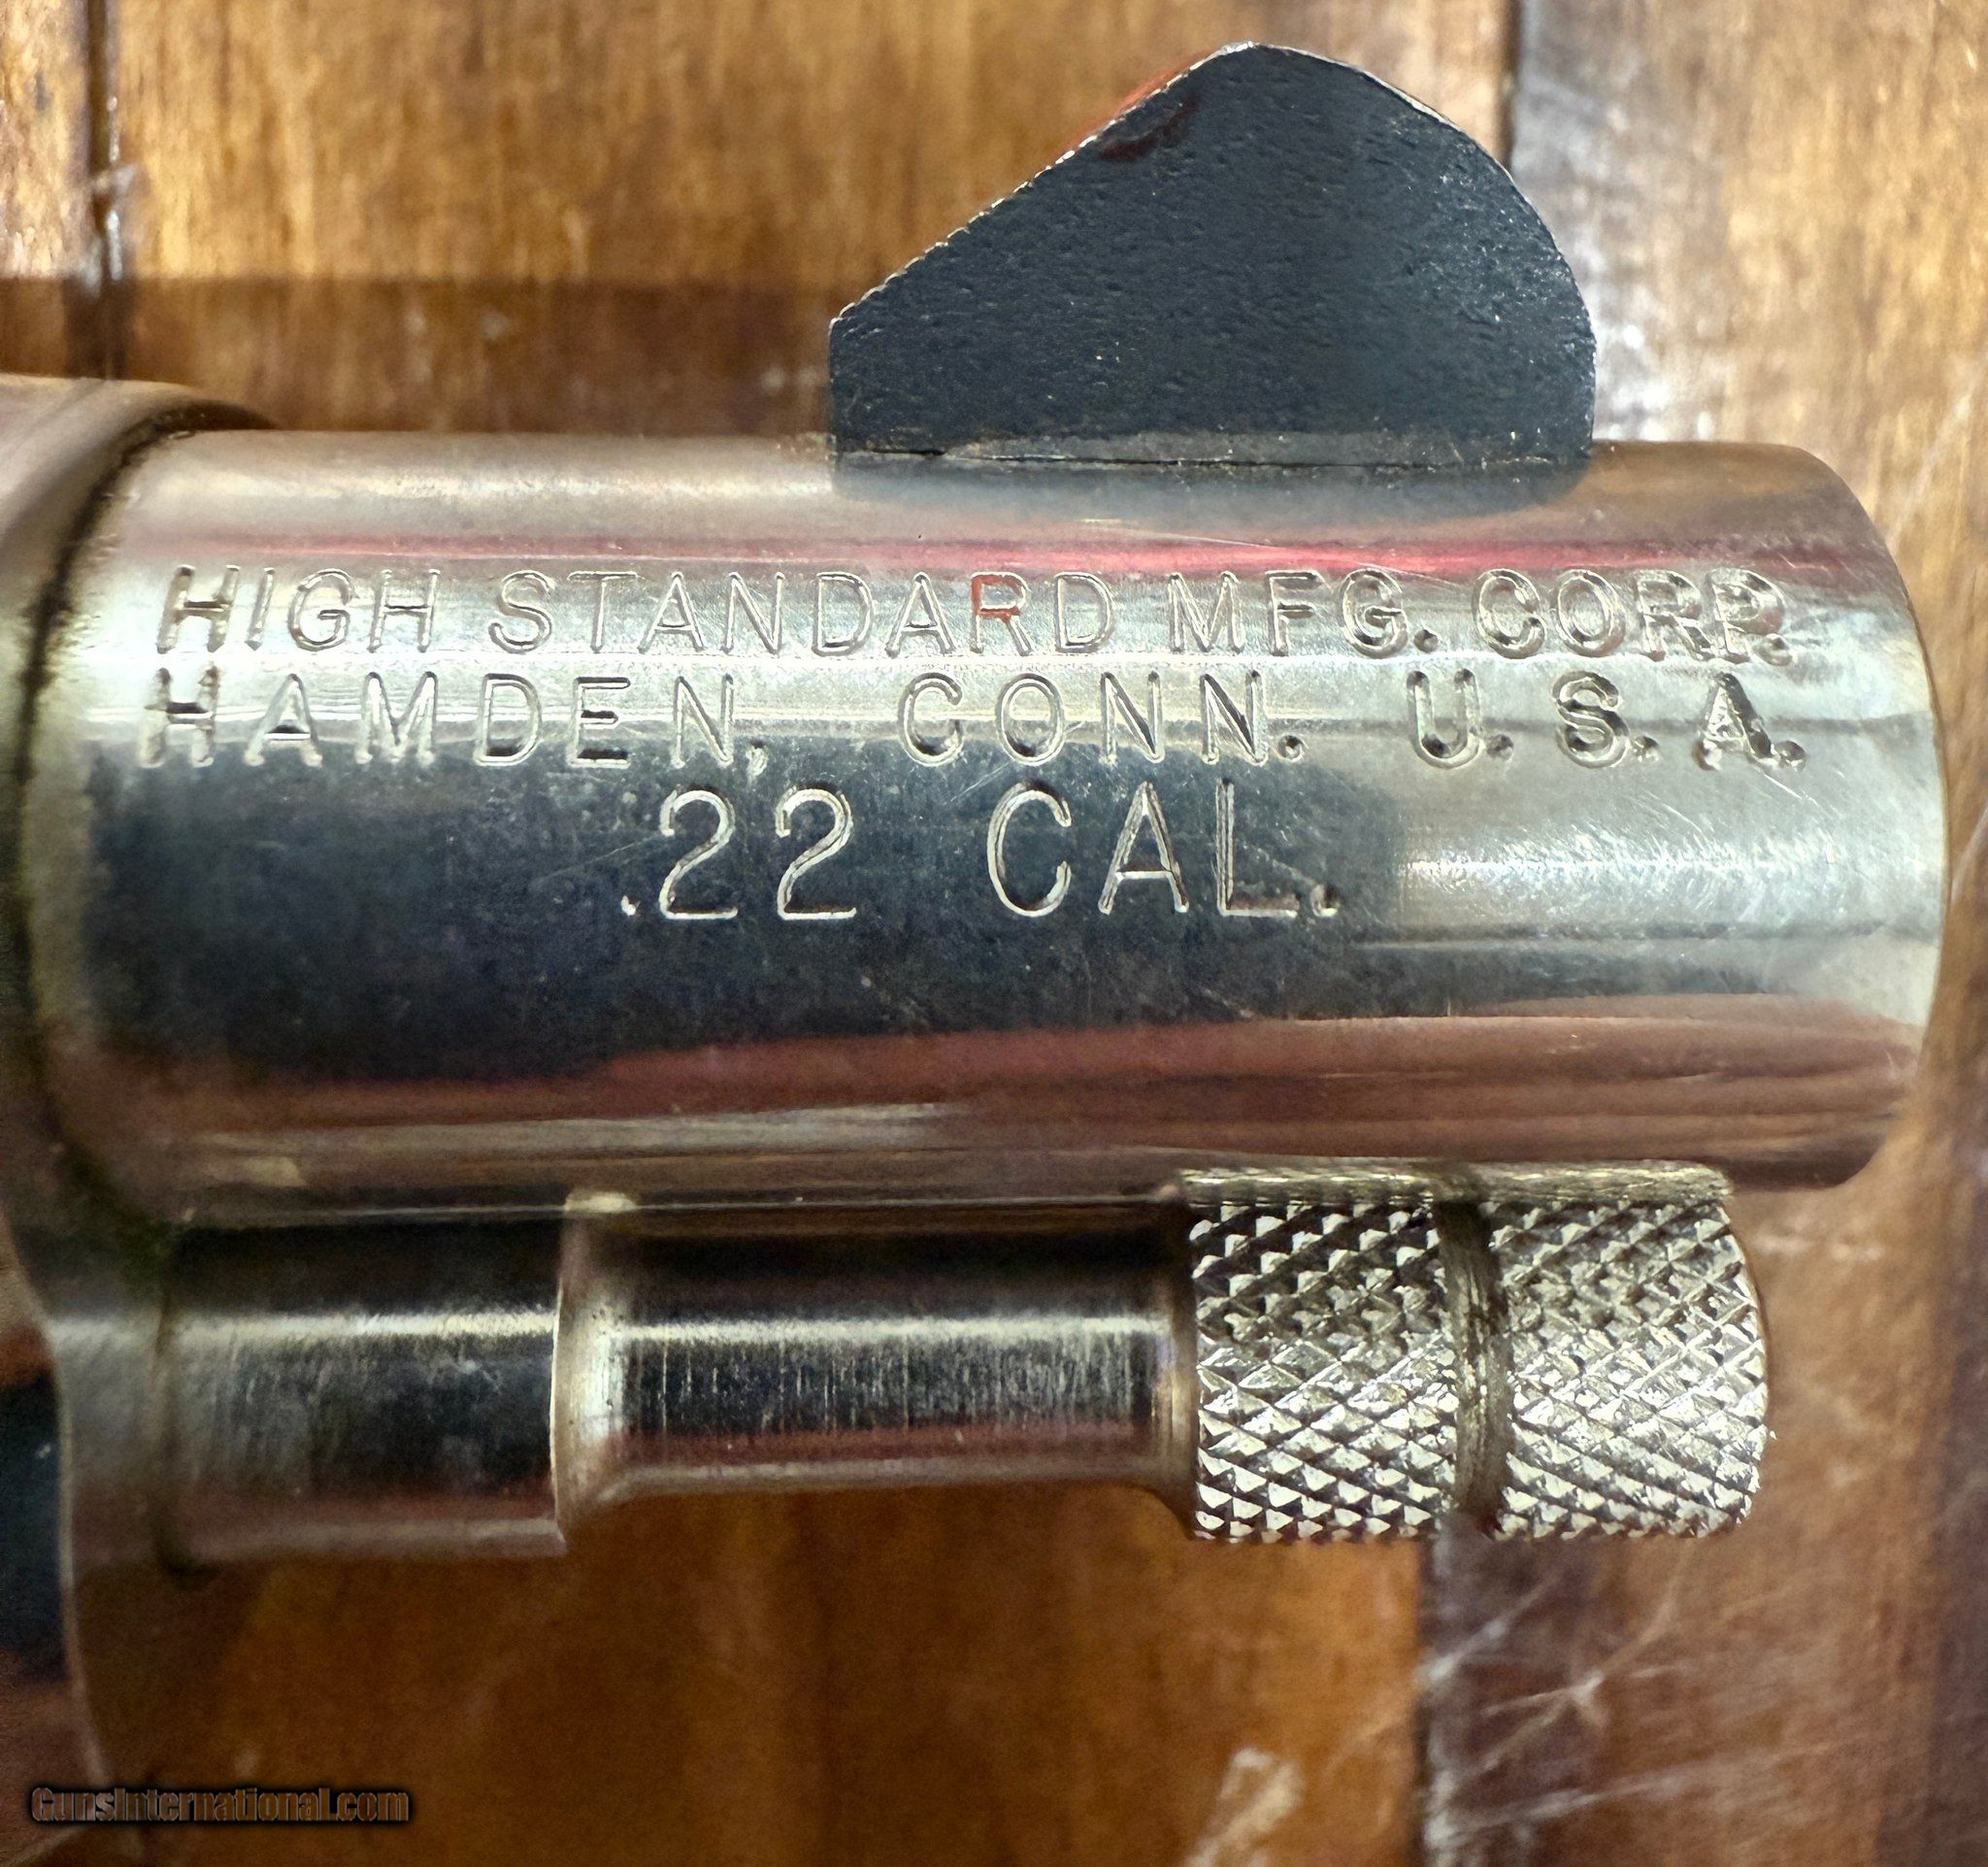 HIGH STANDARD MFG. CORP.
HAMDEN, CONN. U.S.A.
.22 CAL.
GunsInternational.com